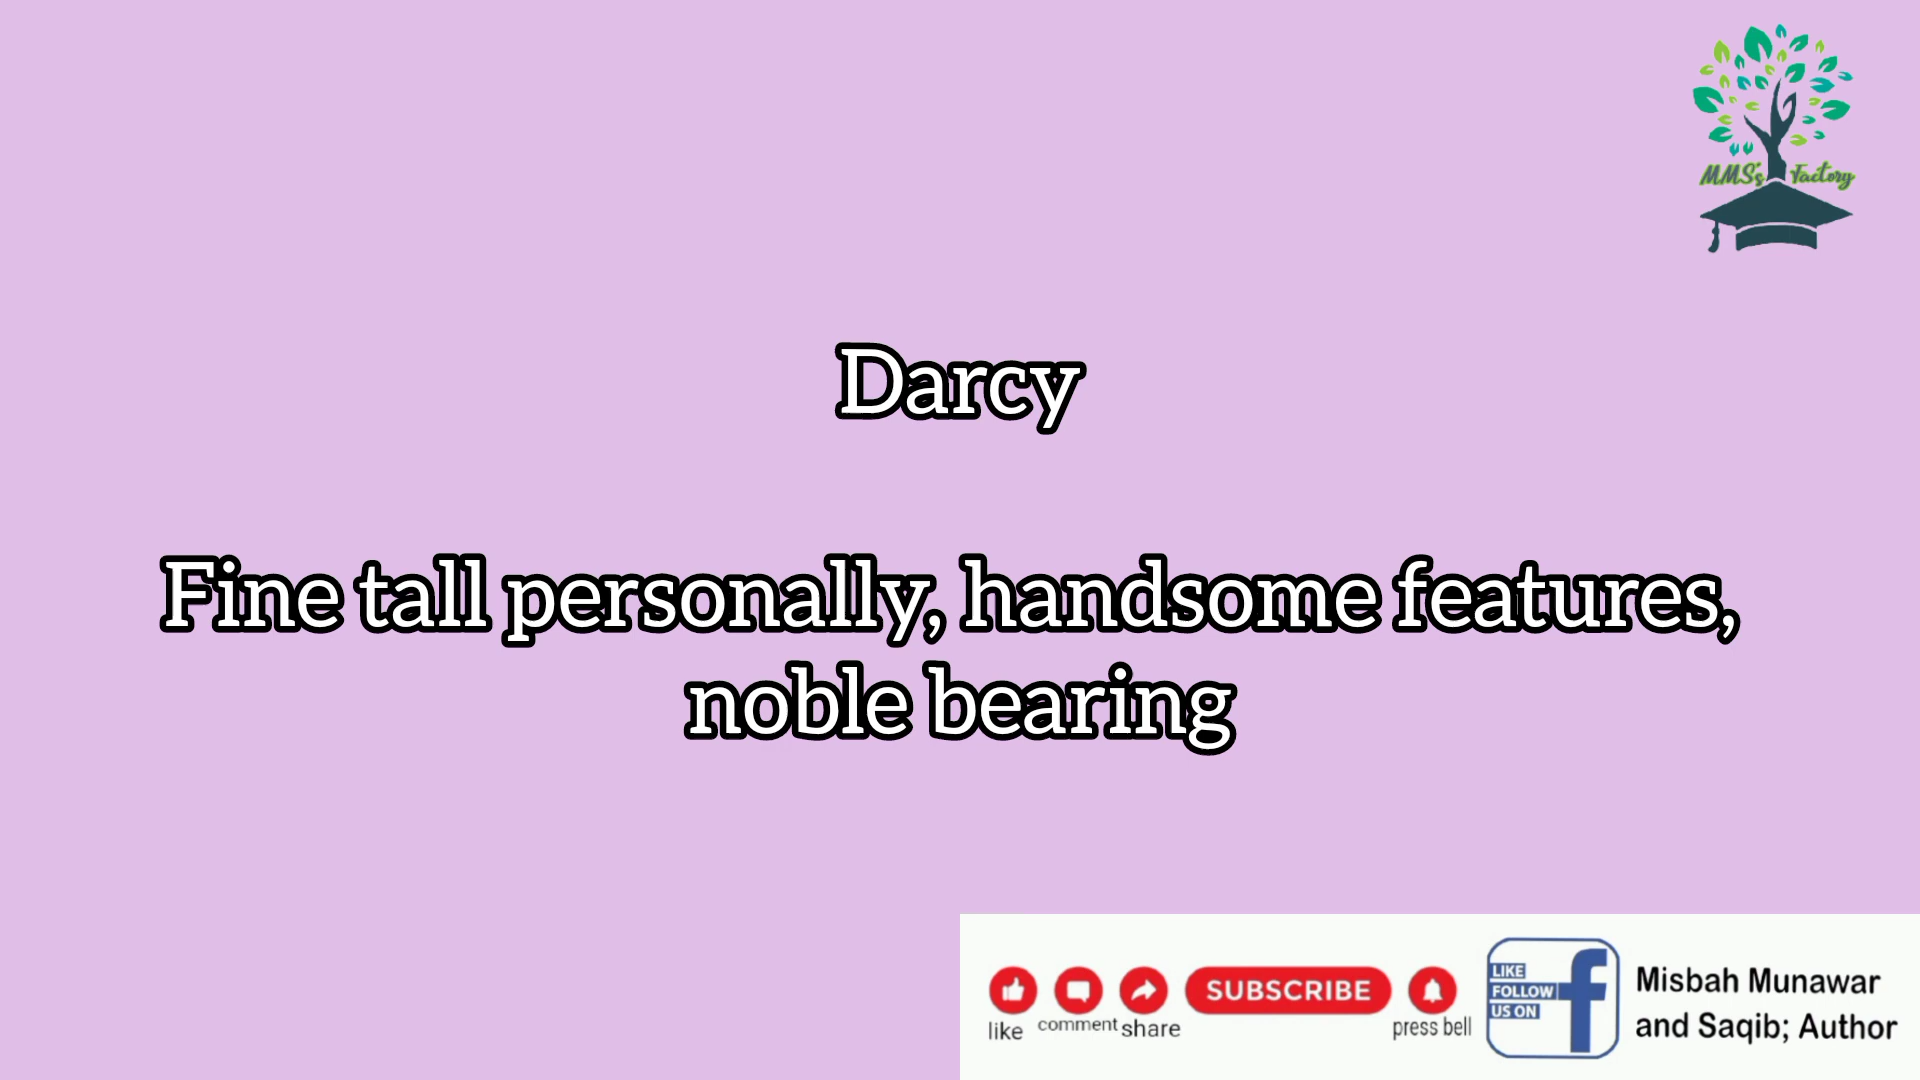 MMS's Factory
Darcy
Fine tall personally, handsome features,
noble bearing
like
comment
share
SUBSCRIBE
press bell
LIKE
FOLLOW
US ON
f
Misbah Munawar
and Saqib; Author